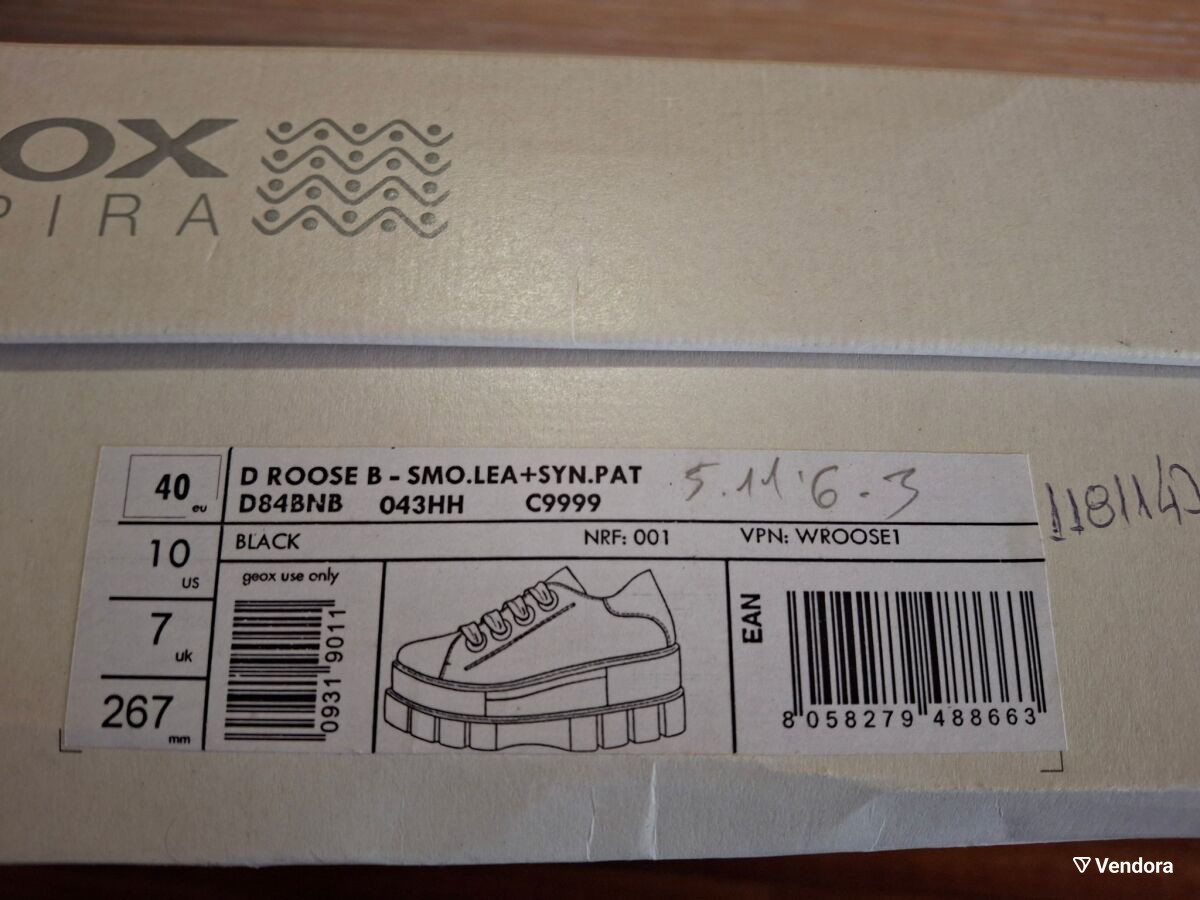 OX
PIRA
40 eu
D ROOSE B - SMO.LEA+SYN.PAT
D84BNB 043HH C9999
5.11'6.3
10 US
BLACK NRF: 001 VPN: WROOSE1
geox use only
7 uk
267 mm
0931 9011
EAN
8 058279 488663
Vendora